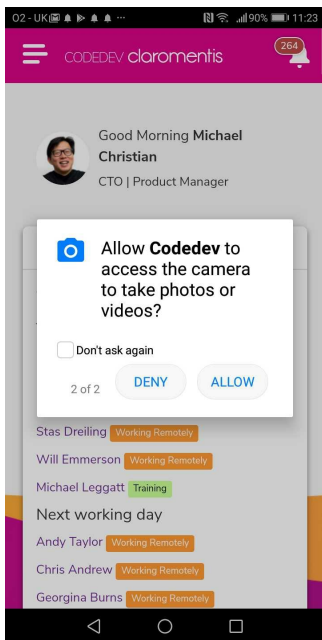 O2 - UK
90%
11:23
CODEDEV claromentis
264
Good Morning Michael
Christian
CTO | Product Manager
Allow Codedev to
access the camera
to take photos or
videos?
Don't ask again
2 of 2
DENY
ALLOW
Stas Dreiling Working Remotely
Will Emmerson Working Remotely
Michael Leggatt Training
Next working day
Andy Taylor Working Remotely
Chris Andrew Working Remotely
Georgina Burns Working Remotely